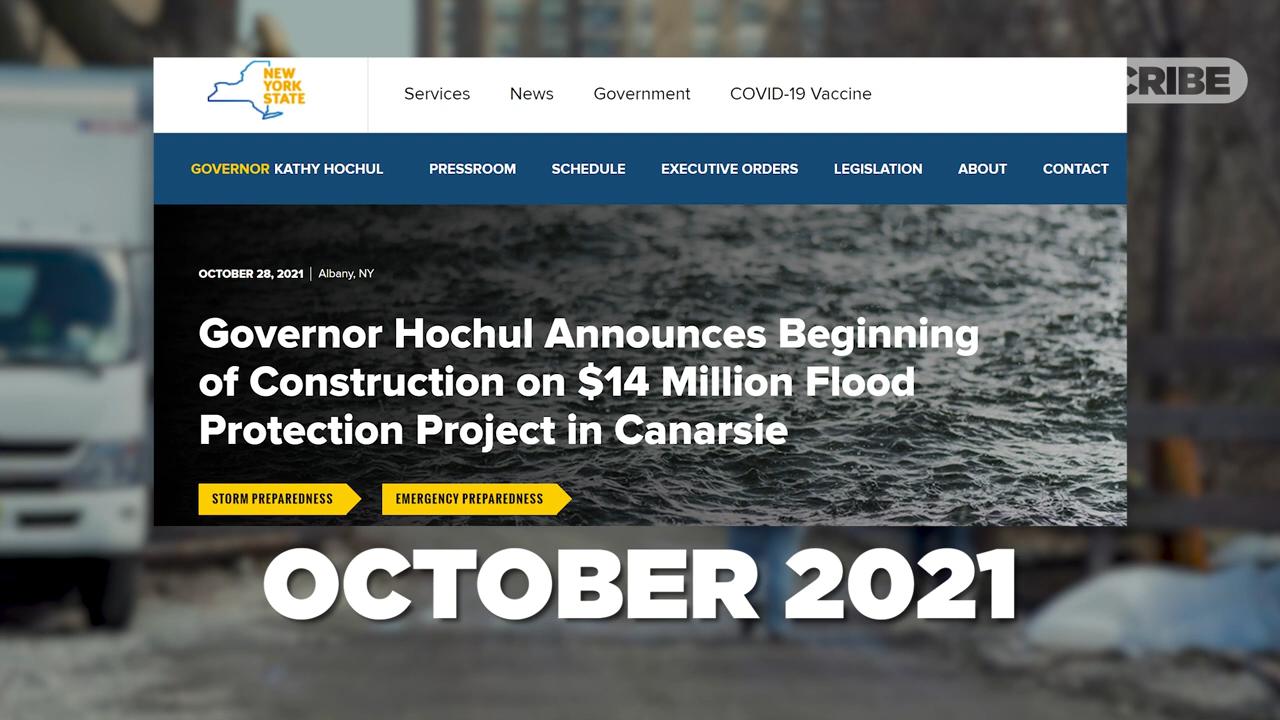 NEW
YORK
STATE
Services News Government COVID-19 Vaccine
CRIBE
GOVERNOR KATHY HOCHUL PRESSROOM SCHEDULE EXECUTIVE ORDERS LEGISLATION ABOUT CONTACT
OCTOBER 28, 2021 | Albany, NY
Governor Hochul Announces Beginning
of Construction on $14 Million Flood
Protection Project in Canarsie
STORM PREPAREDNESS EMERGENCY PREPAREDNESS
OCTOBER 2021